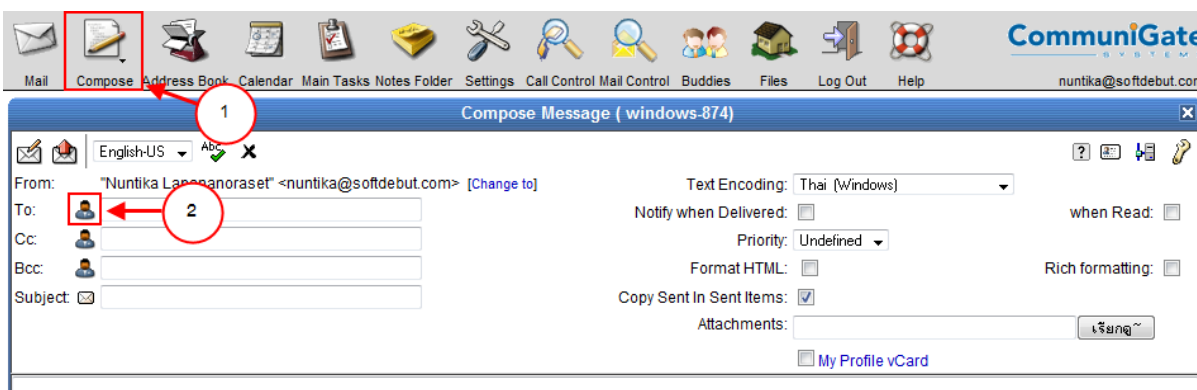 CommuniGate
SYSTEM
Mail Compose Address Book Calendar Main Tasks Notes Folder Settings Call Control Mail Control Buddies Files Log Out Help nuntika@softdebut.com
1
Compose Message ( windows-874)
English-US Abc
From: "Nuntika <nuntika@softdebut.com> [Change to] Text Encoding: Thai (Windows)
To: 2 Notify when Delivered: when Read:
Cc: Priority: Undefined
Bcc: Format HTML: Rich formatting:
Subject: Copy Sent In Sent Items:
Attachments: เรียกดู~
My Profile vCard